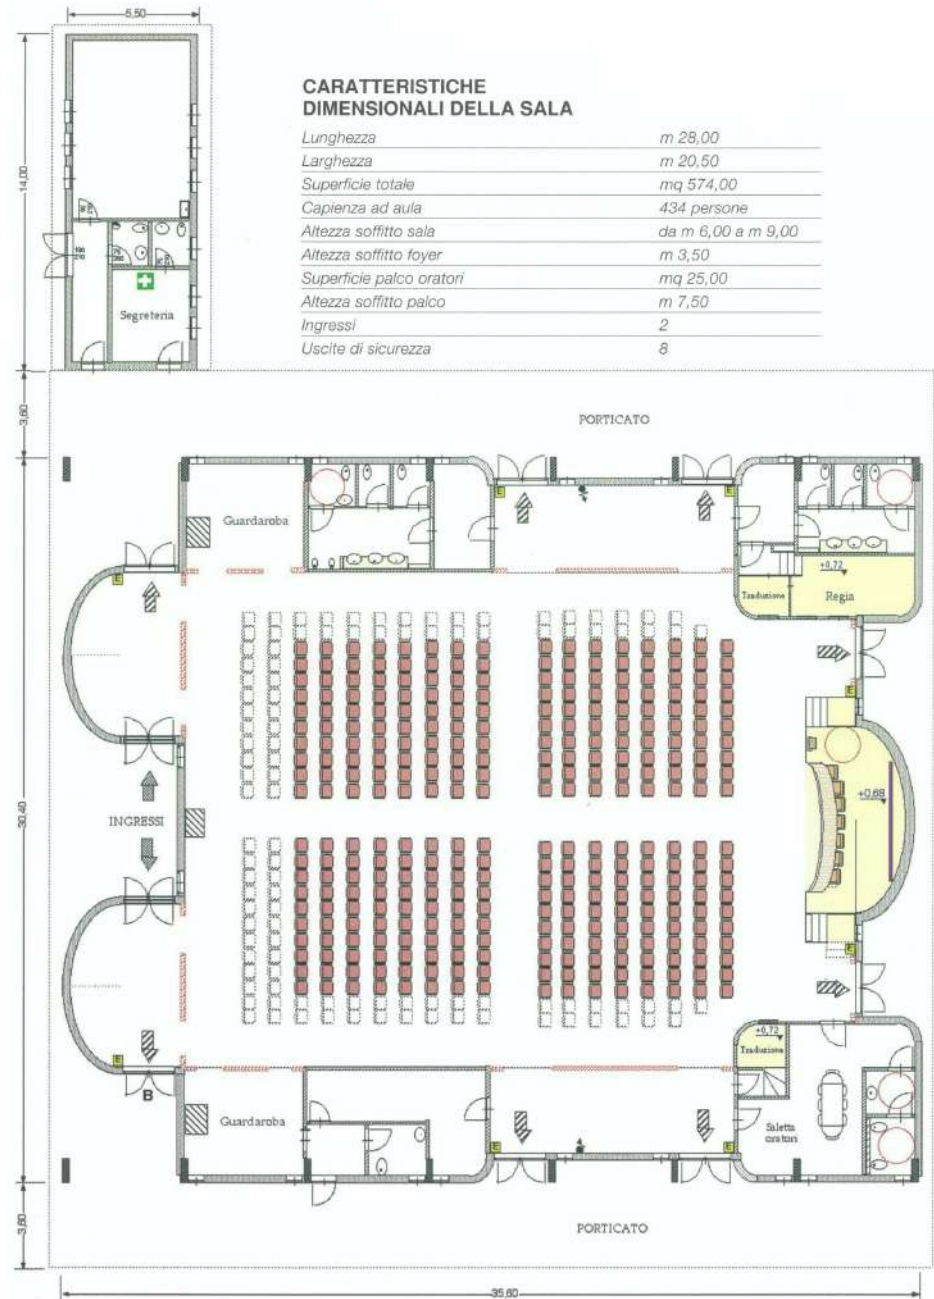 5,50
CARATTERISTICHE
DIMENSIONALI DELLA SALA
Lunghezza m 28,00
Larghezza m 20,50
Superficie totale mq 574,00
Capienza ad aula 434 persone
Altezza soffitto sala da m 6,00 a m 9,00
Altezza soffitto foyer m 3,50
Superficie palco oratori mq 25,00
Altezza soffitto palco m 7,50
Ingressi 2
Uscite di sicurezza 8
14,00
Segreteria
3,60
PORTICATO
Guardaroba
E
E
E
+0,72
Traduzione
Regia
E
30,40
INGRESSI
+0,68
E
+0,72
Traduzione
E
B
Guardaroba
Saletta
oratori
E
E
3,60
PORTICATO
35,60